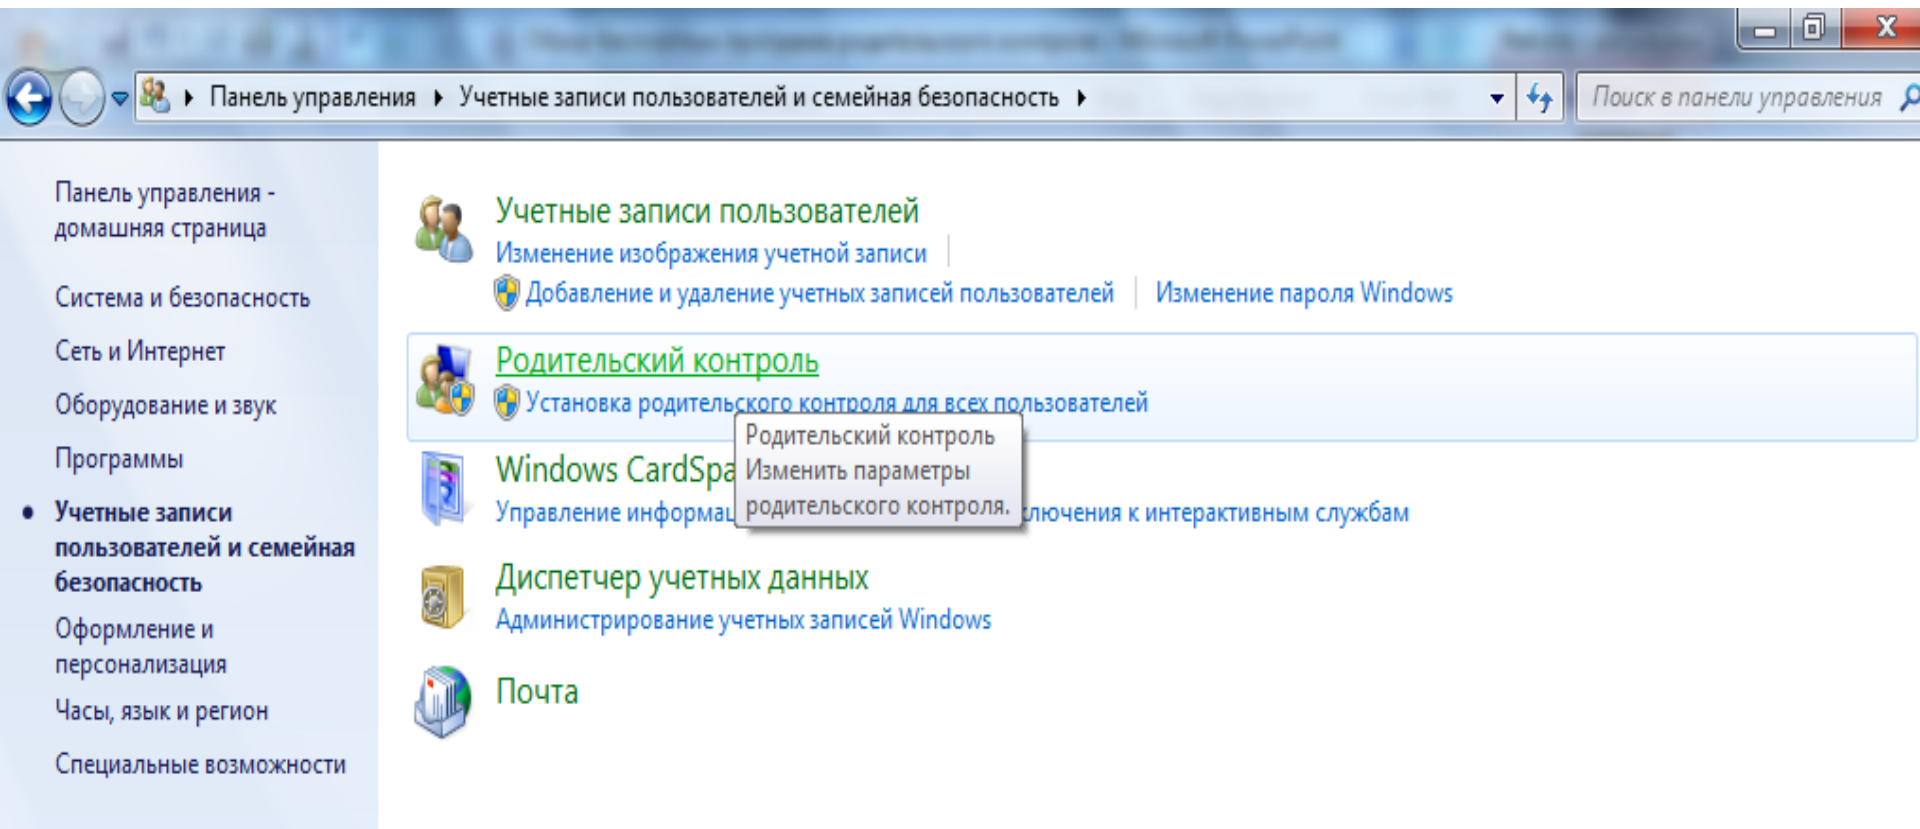 Панель управления ▸ Учетные записи пользователей и семейная безопасность ▸
Поиск в панели управления
Панель управления -
домашняя страница
Система и безопасность
Сеть и Интернет
Оборудование и звук
Программы
Учетные записи
пользователей и семейная
безопасность
Оформление и
персонализация
Часы, язык и регион
Специальные возможности
Учетные записи пользователей
Изменение изображения учетной записи
Добавление и удаление учетных записей пользователей
Изменение пароля Windows
Родительский контроль
Установка родительского контроля для всех пользователей
Родительский контроль
Изменить параметры
родительского контроля.
Windows CardSpa
Управление информац
лючения к интерактивным службам
Диспетчер учетных данных
Администрирование учетных записей Windows
Почта